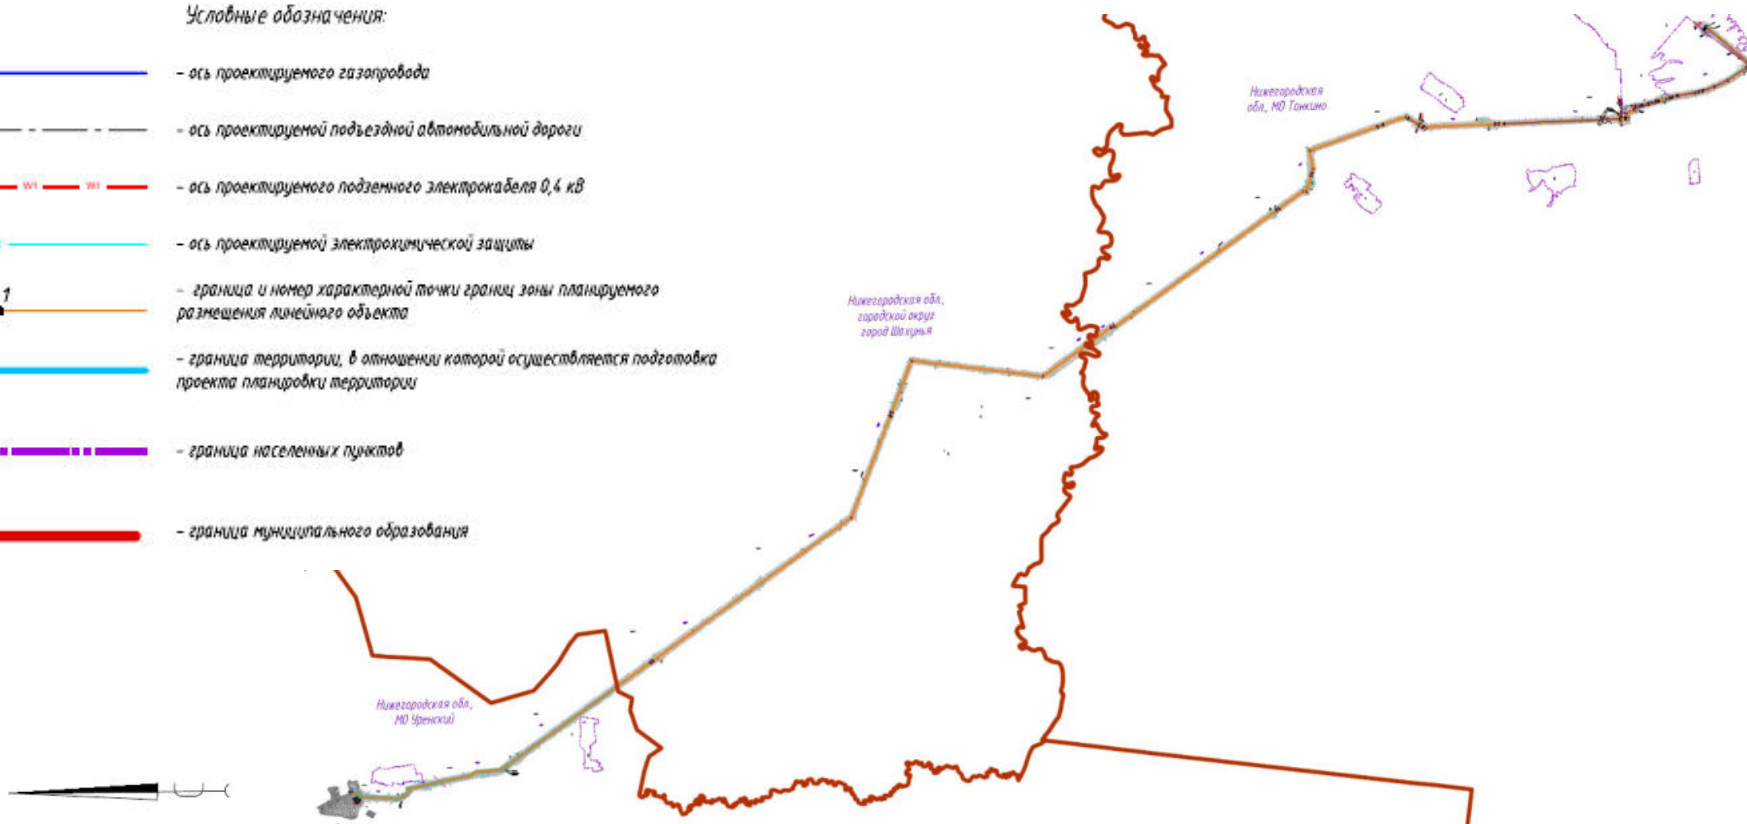 Условные обозначения:
- ось проектируемого газопровода
- ось проектируемой подъездной автомобильной дороги
W1 W1
- ось проектируемого подземного электрокабеля 0,4 кВ
- ось проектируемой электрохимической защиты
1
- граница и номер характерной точки границ зоны планируемого
размещения линейного объекта
- граница территории, в отношении которой осуществляется подготовка
проекта планировки территории
- граница населенных пунктов
- граница муниципального образования
Нижегородская
обл., МО Тонкино
Нижегородская обл.,
городской округ
город Шахунья
Нижегородская обл.,
МО Уренский